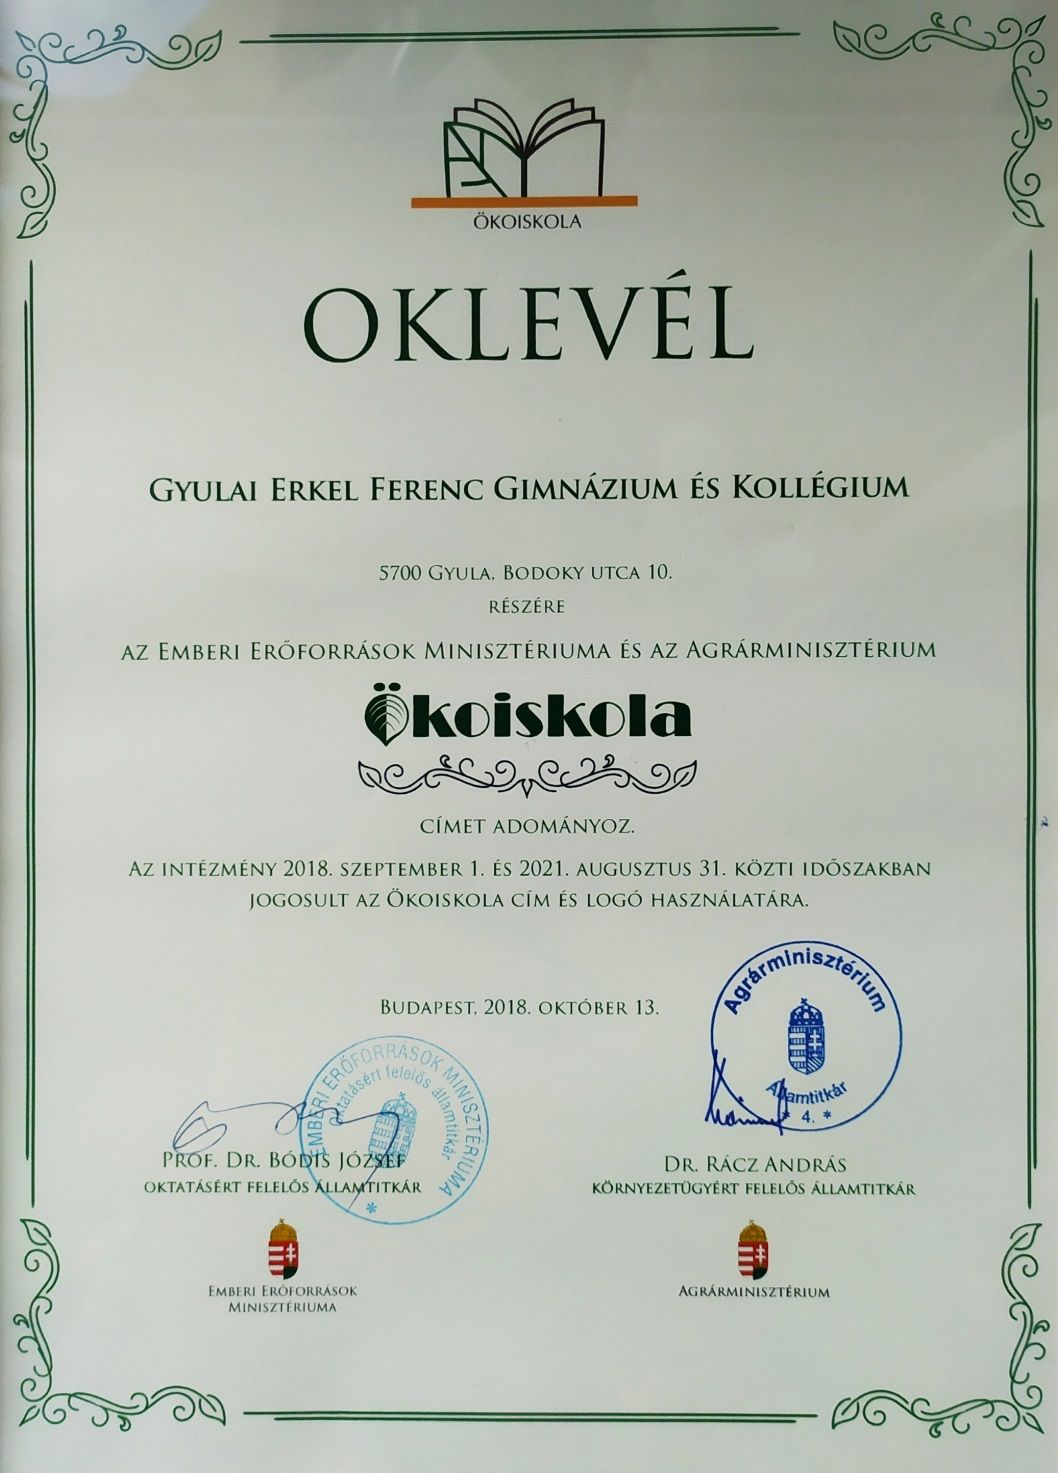 ÖKOISKOLA
OKLEVÉL
GYULAI ERKEL FERENC GIMNÁZIUM ÉS KOLLÉGIUM
5700 GYULA, BODOKY UTCA 10.
RÉSZÉRE
AZ EMBERI ERŐFORRÁSOK MINISZTÉRIUMA ÉS AZ AGRÁRMINISZTÉRIUM
Ökoiskola
CÍMET ADOMÁNYOZ.
AZ INTÉZMÉNY 2018. SZEPTEMBER 1. ÉS 2021. AUGUSZTUS 31. KÖZTI IDŐSZAKBAN
JOGOSULT AZ ÖKOISKOLA CÍM ÉS LOGÓ HASZNÁLATÁRA.
BUDAPEST, 2018. OKTÓBER 13.
Agrárminisztérium
Államtitkár
* 4. *
EMBERI ERŐFORRÁSOK MINISZTÉRIUMA
oktatásért felelős államtitkár
*
PROF. DR. BÓDIS JÓZSEF
OKTATÁSÉRT FELELŐS ÁLLAMTITKÁR
DR. RÁCZ ANDRÁS
KÖRNYEZETÜGYÉRT FELELŐS ÁLLAMTITKÁR
EMBERI ERŐFORRÁSOK
MINISZTÉRIUMA
AGRÁRMINISZTÉRIUM